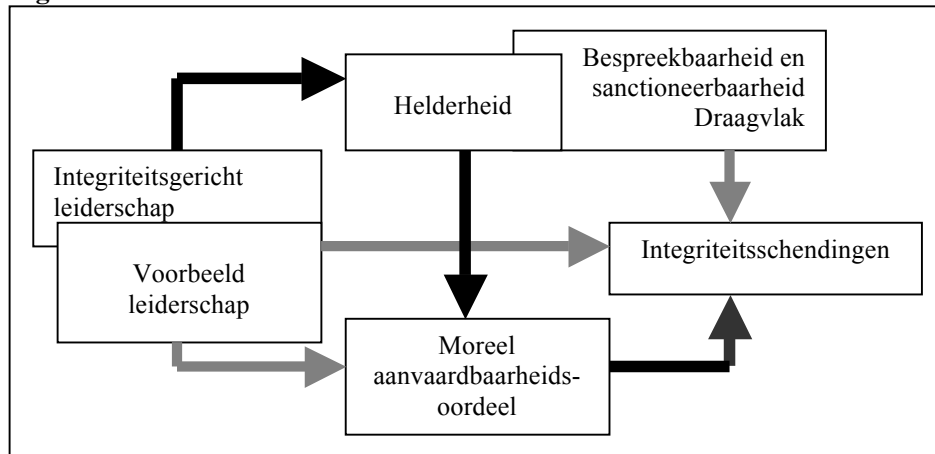 Bespreekbaarheid en
sanctioneerbaarheid
Draagvlak
Helderheid
Integriteitsgericht
leiderschap
Voorbeeld
leiderschap
Integriteitsschendingen
Moreel
aanvaardbaarheids-
oordeel